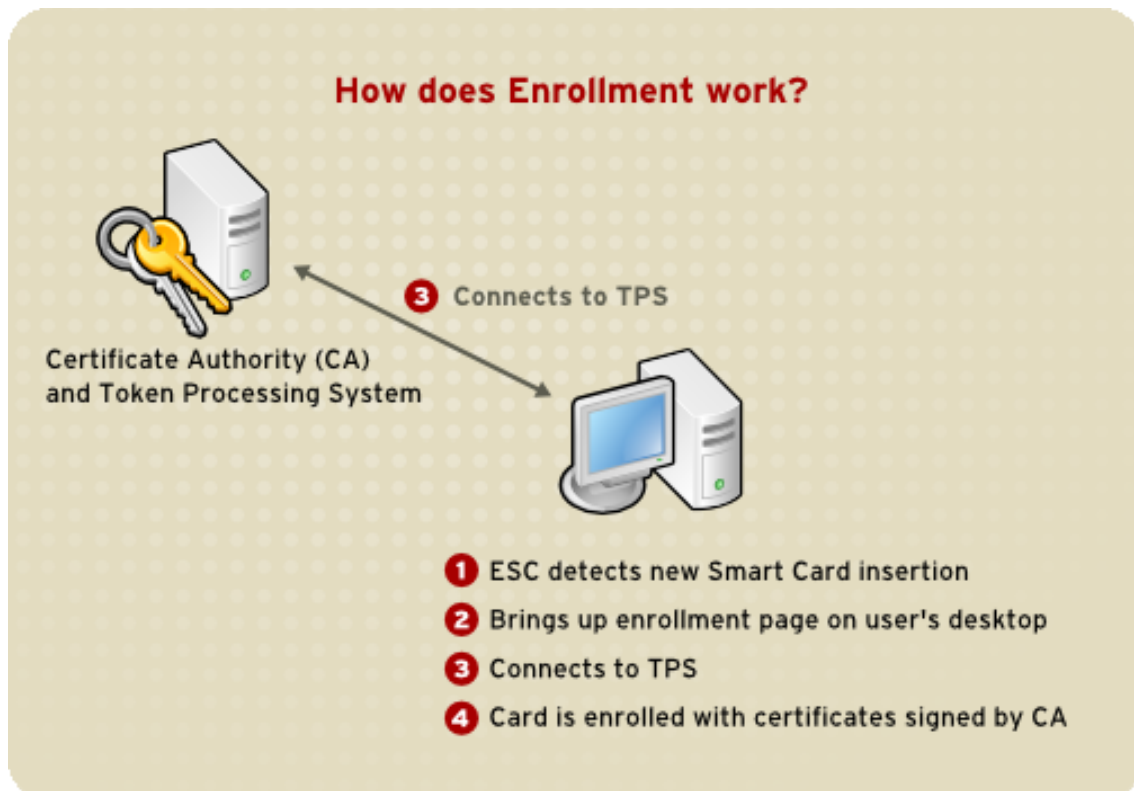 How does Enrollment work?
3 Connects to TPS
Certificate Authority (CA)
and Token Processing System
1 ESC detects new Smart Card insertion
2 Brings up enrollment page on user's desktop
3 Connects to TPS
4 Card is enrolled with certificates signed by CA